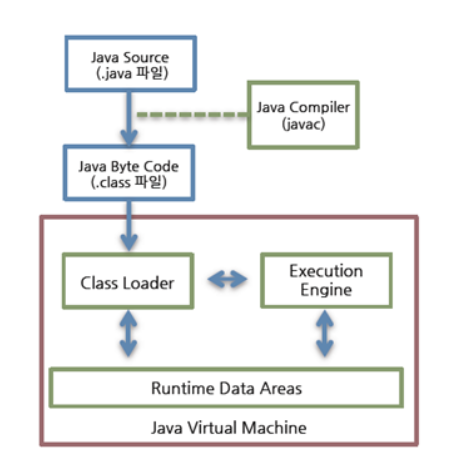 Java Source
(.java 파일)
Java Compiler
(javac)
Java Byte Code
(.class 파일)
Class Loader
Execution
Engine
Runtime Data Areas
Java Virtual Machine